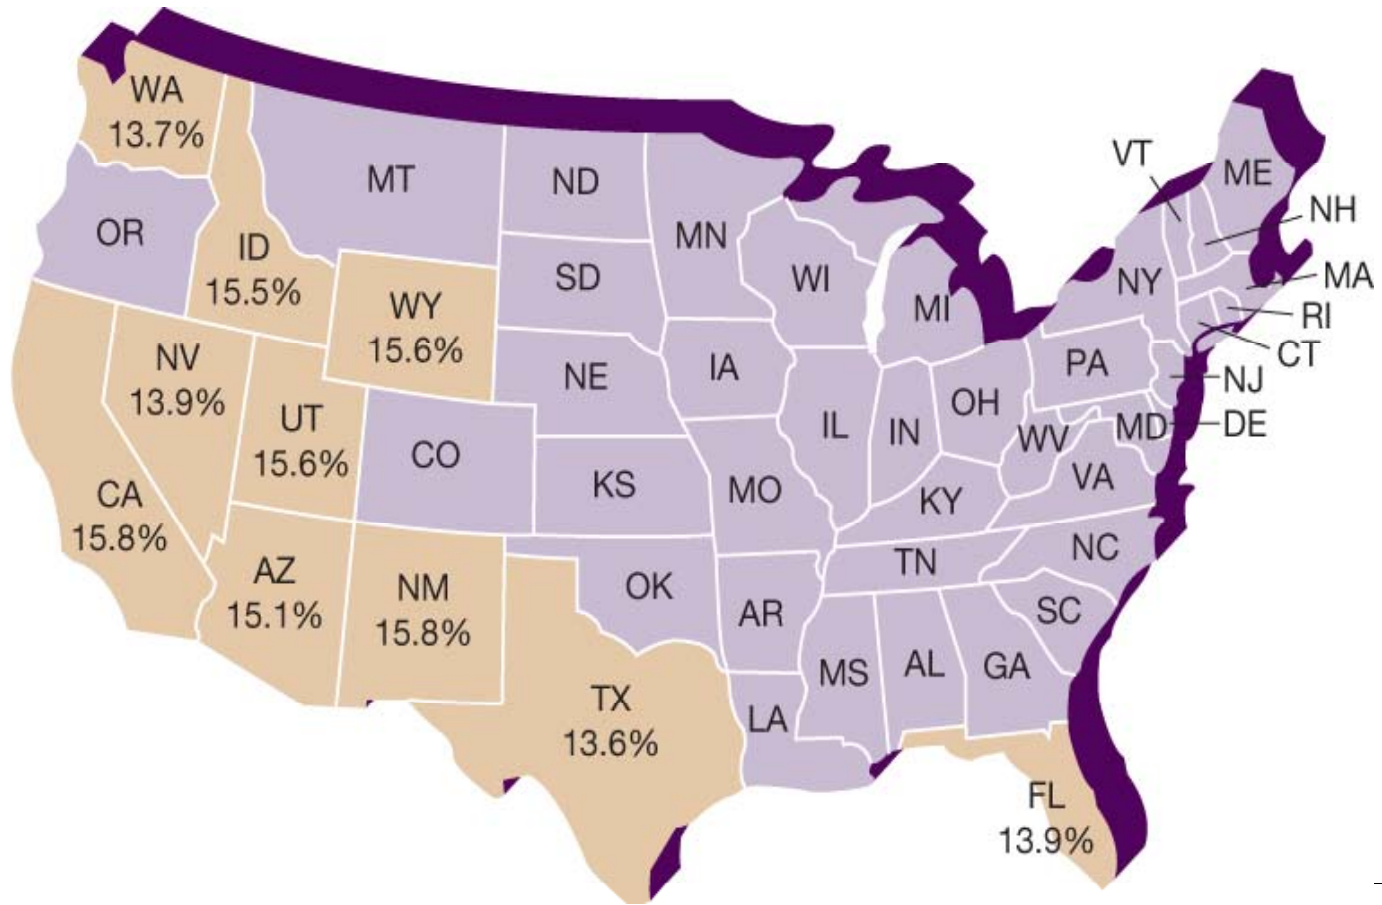 WA
13.7%
MT
ND
MN
VT
ME
NH
OR
ID
15.5%
SD
WI
MI
NY
MA
RI
CT
WY
15.6%
NV
13.9%
NE
IA
PA
NJ
UT
15.6%
CO
IL
IN
OH
WV
MD
DE
CA
15.8%
KS
MO
KY
VA
AZ
15.1%
NM
15.8%
OK
AR
TN
NC
SC
TX
13.6%
LA
MS
AL
GA
FL
13.9%